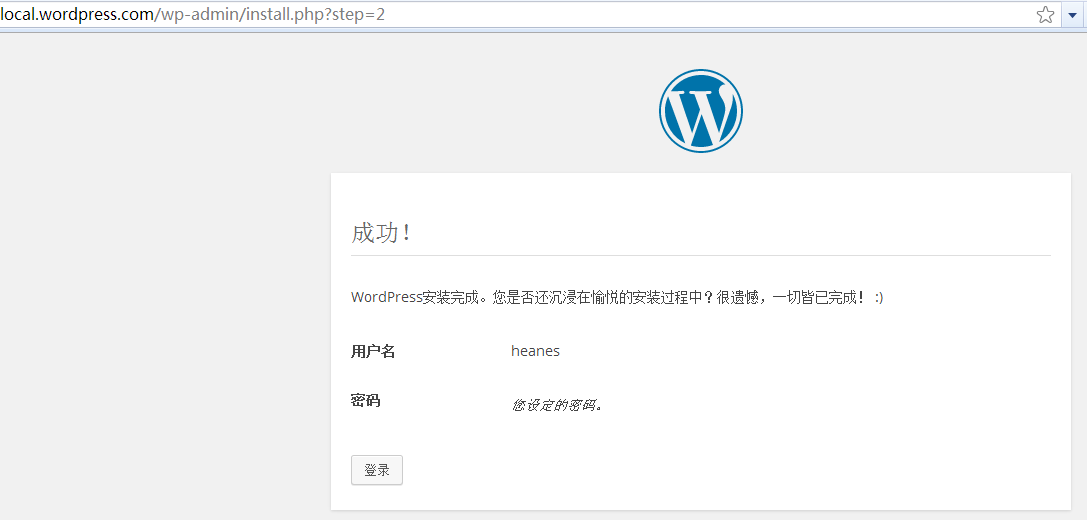 local.wordpress.com/wp-admin/install.php?step=2
W
成功！
WordPress安装完成。您是否还沉浸在愉悦的安装过程中？很遗憾，一切皆已完成！ :)
用户名 heanes
密码 您设定的密码。
登录